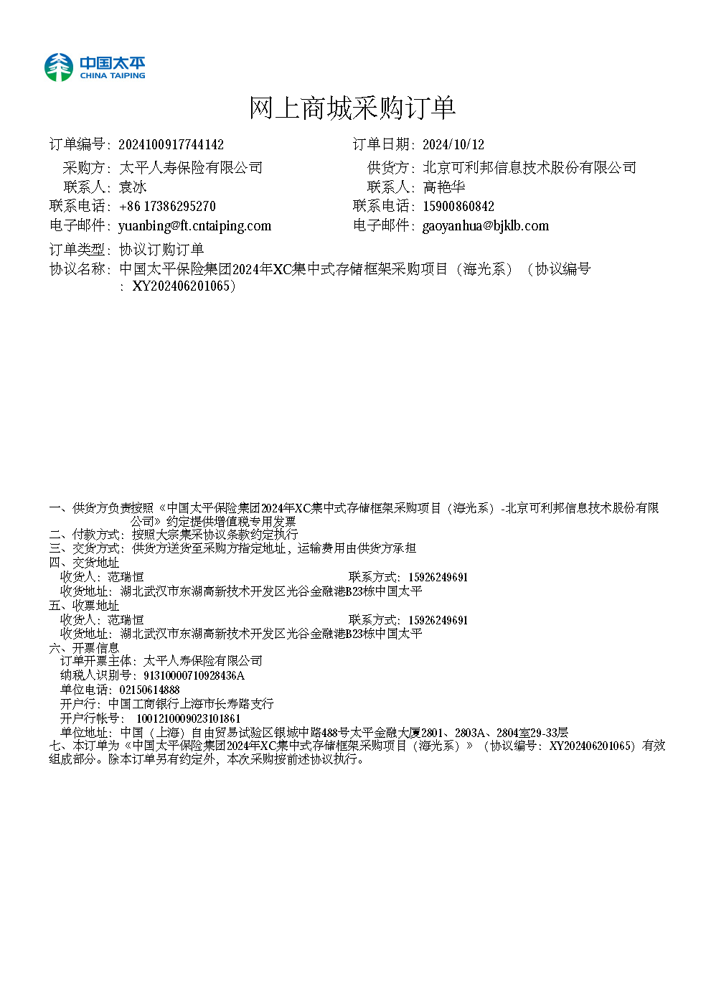 中国太平
CHINA TAIPING
网上商城采购订单
订单编号：2024100917744142 订单日期：2024/10/12
采购方：太平人寿保险有限公司 供货方：北京可利邦信息技术股份有限公司
联系人：袁冰 联系人：高艳华
联系电话：+86 17386295270 联系电话：15900860842
电子邮件：yuanbing@ft.cntaiping.com 电子邮件：gaoyanhua@bjklb.com
订单类型：协议订购订单
协议名称：中国太平保险集团2024年XC集中式存储框架采购项目（海光系）（协议编号
：XY202406201065）
一、供货方负责按照《中国太平保险集团2024年XC集中式存储框架采购项目（海光系）-北京可利邦信息技术股份有限
公司》约定提供增值税专用发票
二、付款方式：按照大宗集采协议条款约定执行
三、交货方式：供货方送货至采购方指定地址，运输费用由供货方承担
四、交货地址
收货人：范瑞恒 联系方式：15926249691
收货地址：湖北武汉市东湖高新技术开发区光谷金融港B23栋中国太平
五、收票地址
收货人：范瑞恒 联系方式：15926249691
收货地址：湖北武汉市东湖高新技术开发区光谷金融港B23栋中国太平
六、开票信息
订单开票主体：太平人寿保险有限公司
纳税人识别号：91310000710928436A
单位电话：02150614888
开户行：中国工商银行上海市长寿路支行
开户行帐号： 1001210009023101861
单位地址：中国（上海）自由贸易试验区银城中路488号太平金融大厦2801、2803A、2804室29-33层
七、本订单为《中国太平保险集团2024年XC集中式存储框架采购项目（海光系）》（协议编号：XY202406201065）有效
组成部分。除本订单另有约定外，本次采购按前述协议执行。